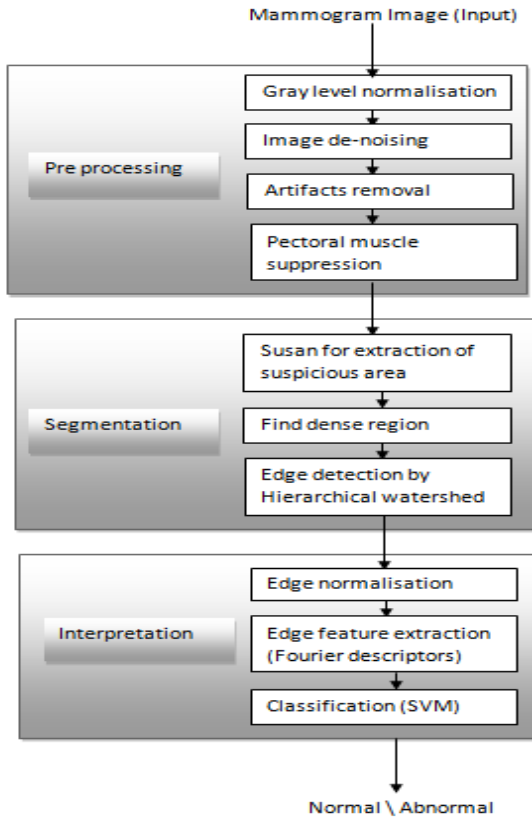 Mammogram Image (Input)
Pre processing
Gray level normalisation
Image de-noising
Artifacts removal
Pectoral muscle
suppression
Segmentation
Susan for extraction of
suspicious area
Find dense region
Edge detection by
Hierarchical watershed
Interpretation
Edge normalisation
Edge feature extraction
(Fourier descriptors)
Classification (SVM)
Normal \ Abnormal